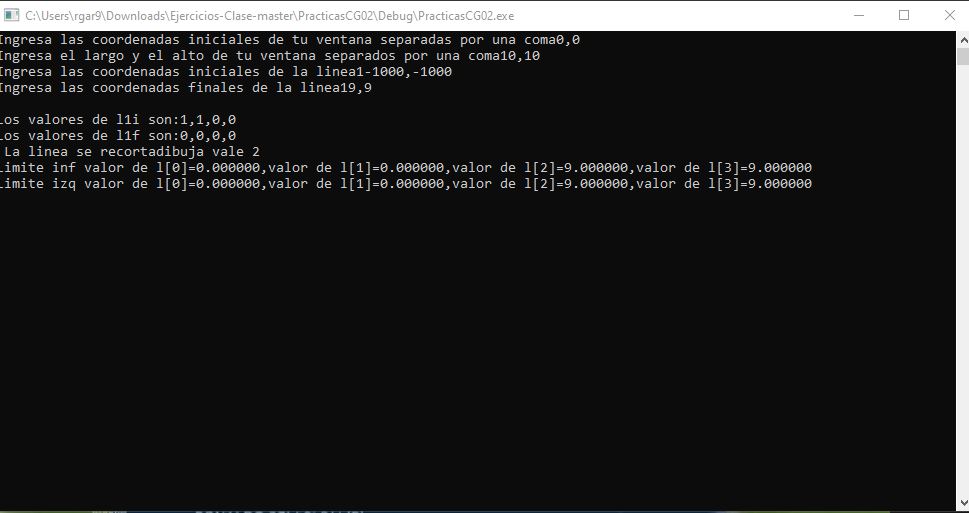 C:\Users\rgar9\Downloads\Ejercicios-Clase-master\PracticasCG02\Debug\PracticasCG02.exe
Ingresa las coordenadas iniciales de tu ventana separadas por una coma0,0
Ingresa el largo y el alto de tu ventana separados por una coma10,10
Ingresa las coordenadas iniciales de la linea1-1000,-1000
Ingresa las coordenadas finales de la linea19,9
Los valores de l1i son:1,1,0,0
Los valores de l1f son:0,0,0,0
La linea se recortadibuja vale 2
Limite inf valor de l[0]=0.000000,valor de l[1]=0.000000,valor de l[2]=9.000000,valor de l[3]=9.000000
Limite izq valor de l[0]=0.000000,valor de l[1]=0.000000,valor de l[2]=9.000000,valor de l[3]=9.000000